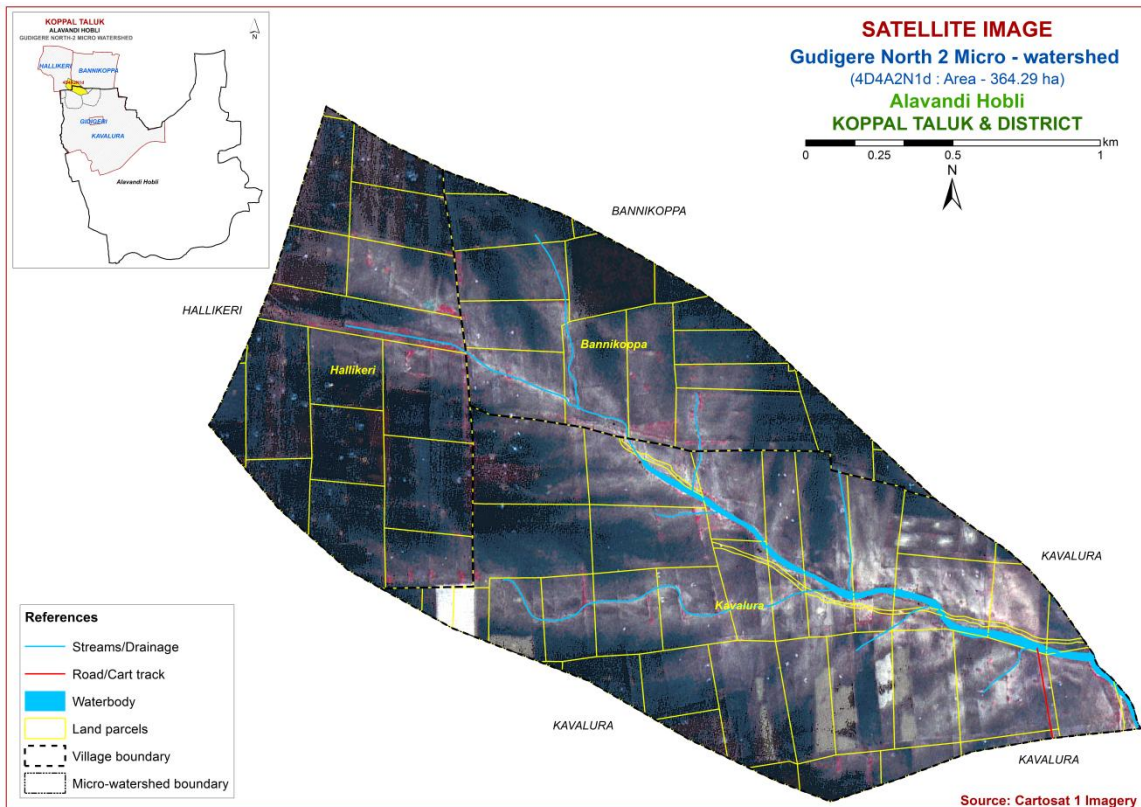 KOPPAL TALUK
ALAVANDI HOBLI
GUDIGERE NORTH-2 MICRO WATERSHED
N
HALLIKERI
BANNIKOPPA
GIDIGERI
KAVALURA
Alavandi Hobli
SATELLITE IMAGE
Gudigere North 2 Micro - watershed
(4D4A2N1d : Area - 364.29 ha)
Alavandi Hobli
KOPPAL TALUK & DISTRICT
km
0 0.25 0.5 1
N
BANNIKOPPA
HALLIKERI
Bannikoppa
Hallikeri
KAVALURA
Kavalura
KAVALURA
KAVALURA
References
Streams/Drainage
Road/Cart track
Waterbody
Land parcels
Village boundary
Micro-watershed boundary
Source: Cartosat 1 Imagery